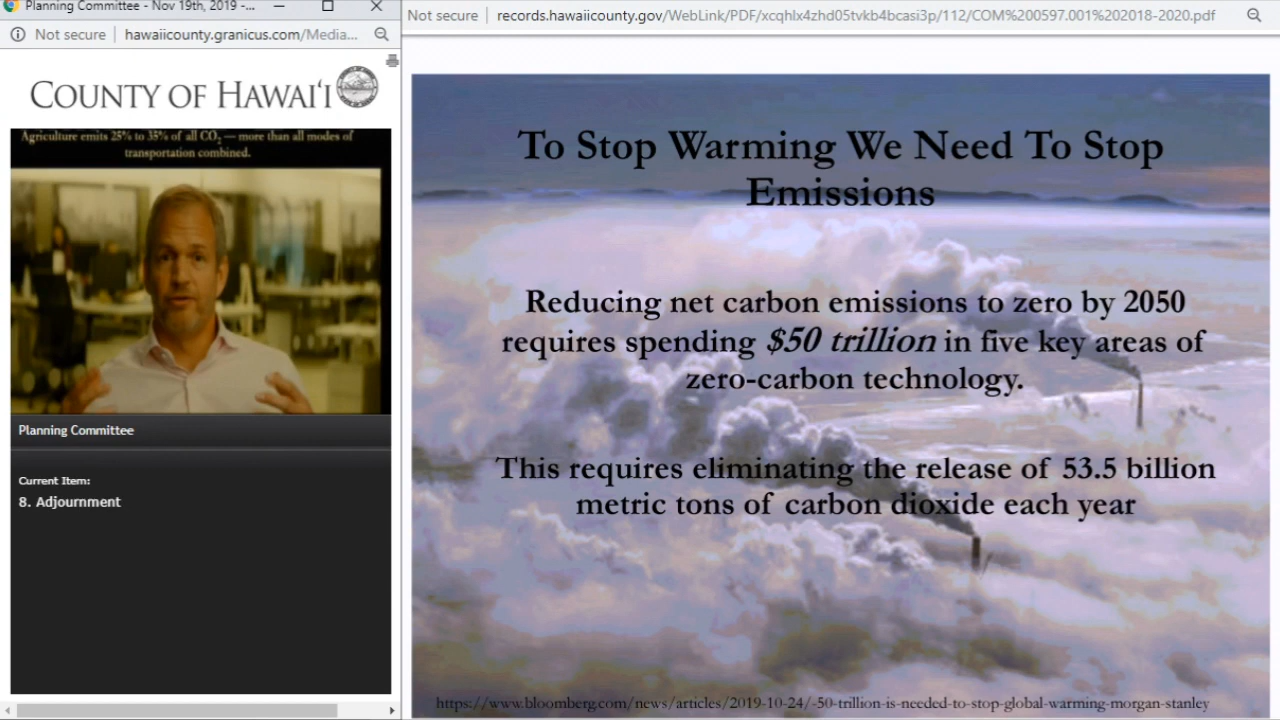 Planning Committee - Nov 19th, 2019 -...
Not secure
hawaiicounty.granicus.com/Media...
COUNTY OF HAWAI‘I
Agriculture emits 25% to 35% of all CO₂ — more than all modes of
transportation combined.
Planning Committee
Current Item:
8. Adjournment
Not secure
records.hawaiicounty.gov/WebLink/PDF/xcqhlx4zhd05tvkb4bcasi3p/112/COM%200597.001%202018-2020.pdf
To Stop Warming We Need To Stop
Emissions
Reducing net carbon emissions to zero by 2050
requires spending $50 trillion in five key areas of
zero-carbon technology.
This requires eliminating the release of 53.5 billion
metric tons of carbon dioxide each year
https://www.bloomberg.com/news/articles/2019-10-24/-50-trillion-is-needed-to-stop-global-warming-morgan-stanley